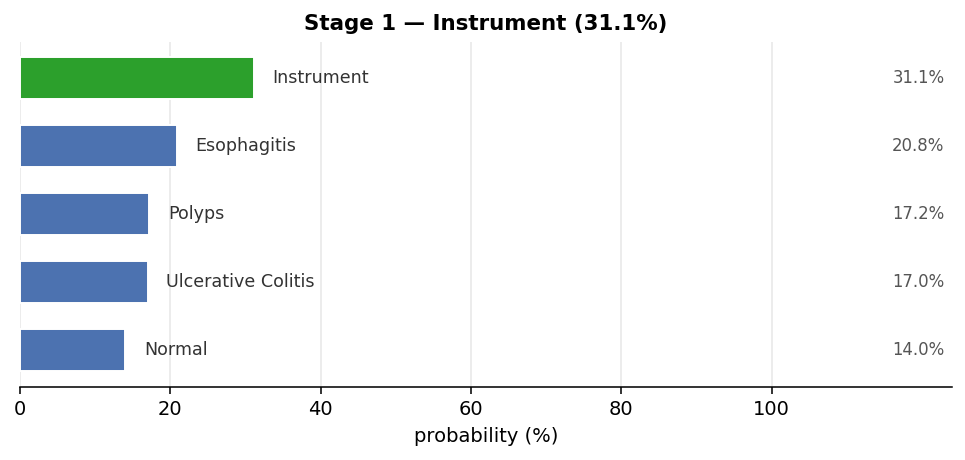 Stage 1 — Instrument (31.1%)
Instrument 31.1%
Esophagitis 20.8%
Polyps 17.2%
Ulcerative Colitis 17.0%
Normal 14.0%
0 20 40 60 80 100
probability (%)